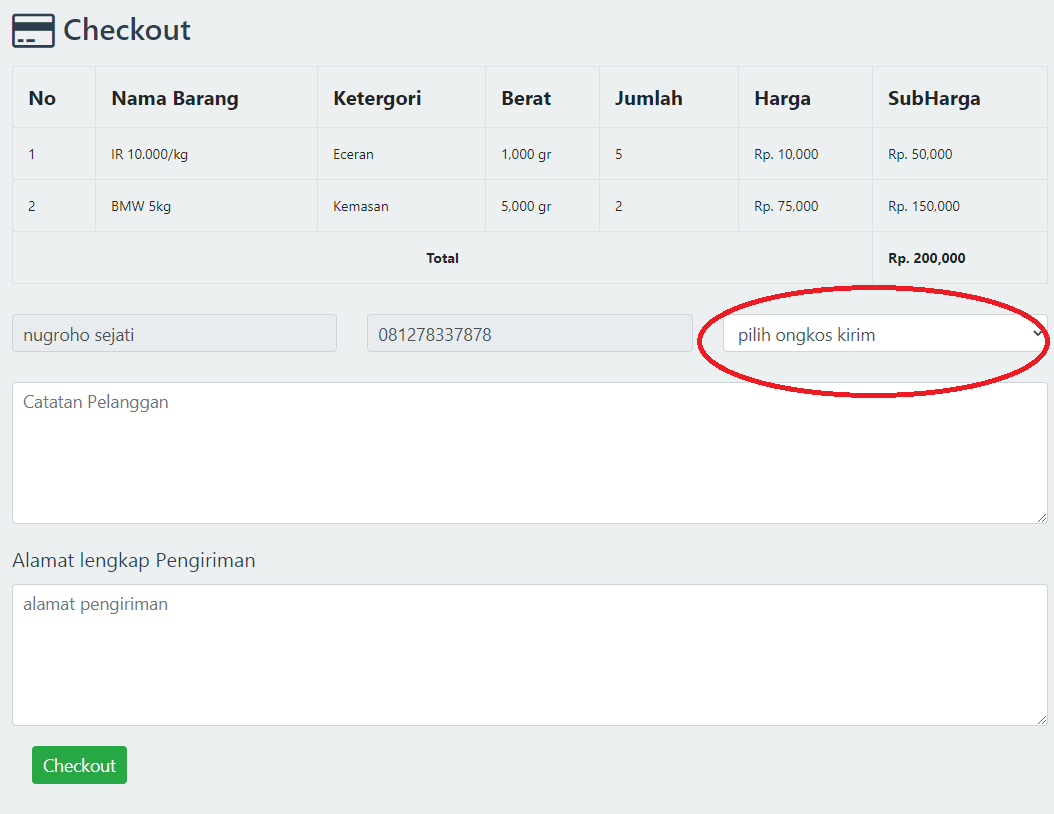 Checkout
No Nama Barang Ketergori Berat Jumlah Harga SubHarga
1 IR 10.000/kg Eceran 1,000 gr 5 Rp. 10,000 Rp. 50,000
2 BMW 5kg Kemasan 5,000 gr 2 Rp. 75,000 Rp. 150,000
Total Rp. 200,000
nugroho sejati 081278337878 pilih ongkos kirim
Catatan Pelanggan
Alamat lengkap Pengiriman
alamat pengiriman
Checkout